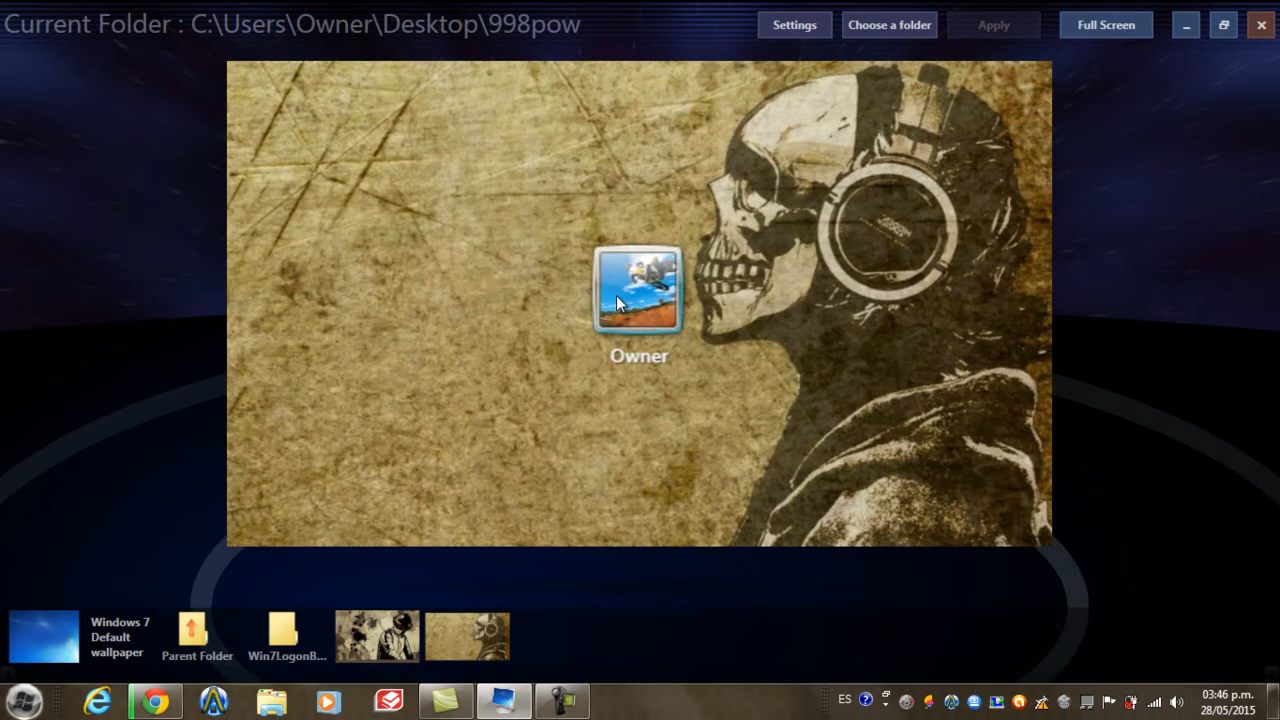 Current Folder : C:\Users\Owner\Desktop\998pow
Settings
Choose a folder
Apply
Full Screen
Owner
Windows 7
Default
wallpaper
Parent Folder
Win7LogonB...
ES
03:46 p.m.
28/05/2015